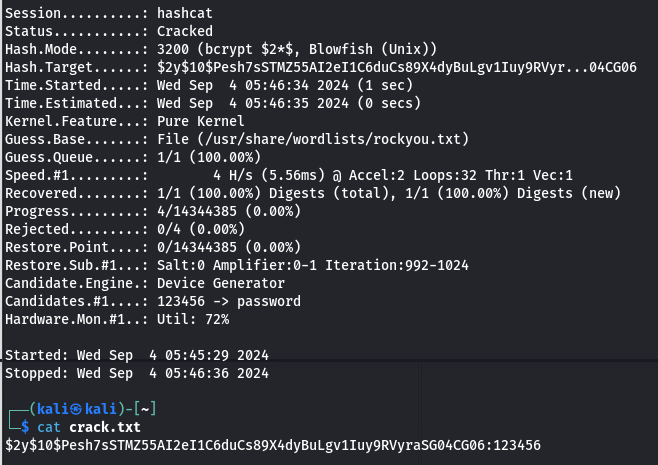 Session..........: hashcat
Status...........: Cracked
Hash.Mode........: 3200 (bcrypt $2*$, Blowfish (Unix))
Hash.Target......: $2y$10$Pesh7sSTMZ55AI2eI1C6duCs89X4dyBuLgv1Iuy9RVyr...04CG06
Time.Started.....: Wed Sep  4 05:46:34 2024 (1 sec)
Time.Estimated...: Wed Sep  4 05:46:35 2024 (0 secs)
Kernel.Feature...: Pure Kernel
Guess.Base.......: File (/usr/share/wordlists/rockyou.txt)
Guess.Queue......: 1/1 (100.00%)
Speed.#1.........:        4 H/s (5.56ms) @ Accel:2 Loops:32 Thr:1 Vec:1
Recovered........: 1/1 (100.00%) Digests (total), 1/1 (100.00%) Digests (new)
Progress.........: 4/14344385 (0.00%)
Rejected.........: 0/4 (0.00%)
Restore.Point....: 0/14344385 (0.00%)
Restore.Sub.#1...: Salt:0 Amplifier:0-1 Iteration:992-1024
Candidate.Engine.: Device Generator
Candidates.#1....: 123456 -> password
Hardware.Mon.#1..: Util: 72%
Started: Wed Sep  4 05:45:29 2024
Stopped: Wed Sep  4 05:46:36 2024
┌──(kali㉿kali)-[~]
└─$ cat crack.txt
$2y$10$Pesh7sSTMZ55AI2eI1C6duCs89X4dyBuLgv1Iuy9RVyraSG04CG06:123456